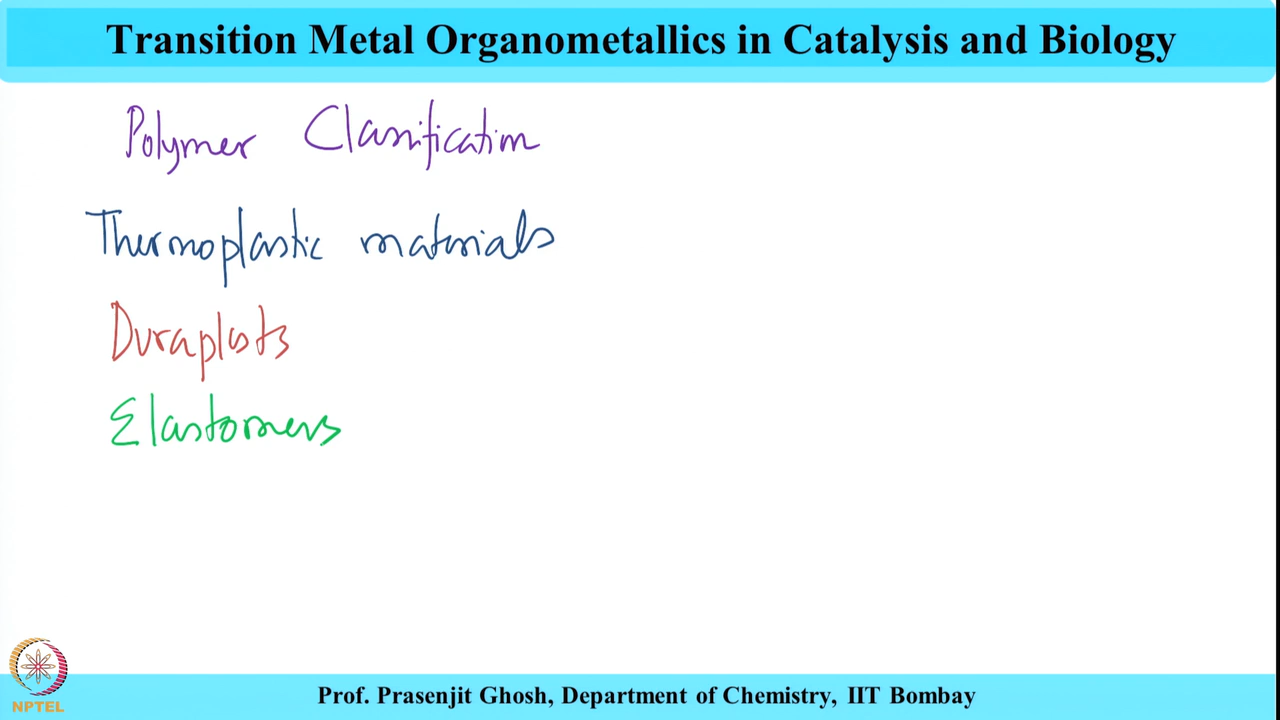 Transition Metal Organometallics in Catalysis and Biology
Polymer Classification
Thermoplastic materials
Duraplasts
Elastomers
NPTEL
Prof. Prasenjit Ghosh, Department of Chemistry, IIT Bombay